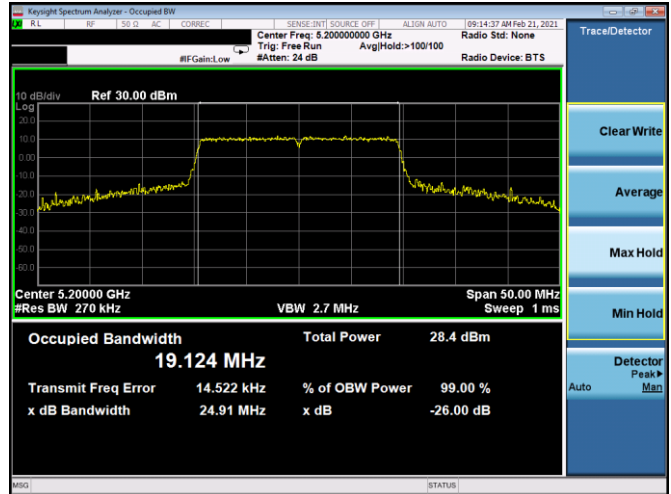 Keysight Spectrum Analyzer - Occupied BW
RL RF 50 Ω AC CORREC SENSE:INT SOURCE OFF ALIGN AUTO 09:14:37 AM Feb 21, 2021
Center Freq: 5.200000000 GHz Radio Std: None
Trig: Free Run Avg|Hold:>100/100
#IFGain:Low #Atten: 24 dB Radio Device: BTS
Trace/Detector
10 dB/div Ref 30.00 dBm
Log
20.0
10.0
0.00
-10.0
-20.0
-30.0
-40.0
-50.0
-60.0
Center 5.20000 GHz Span 50.00 MHz
#Res BW 270 kHz VBW 2.7 MHz Sweep 1 ms
Occupied Bandwidth Total Power 28.4 dBm
19.124 MHz
Transmit Freq Error 14.522 kHz % of OBW Power 99.00 %
x dB Bandwidth 24.91 MHz x dB -26.00 dB
Clear Write
Average
Max Hold
Min Hold
Detector
Peak▶
Auto Man
MSG STATUS